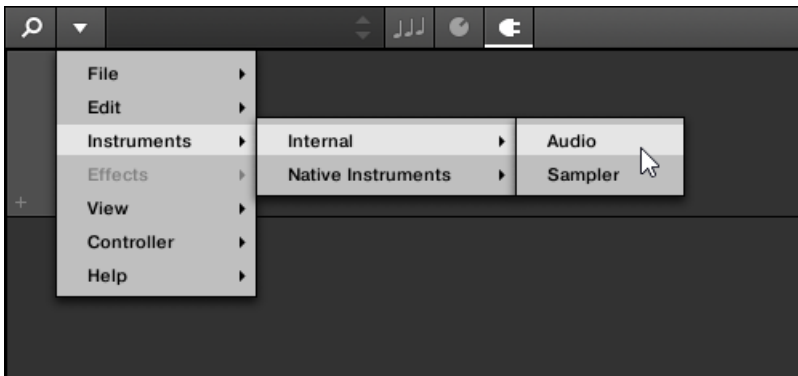 File
Edit
Instruments
Internal
Audio
Effects
Native Instruments
Sampler
View
Controller
Help